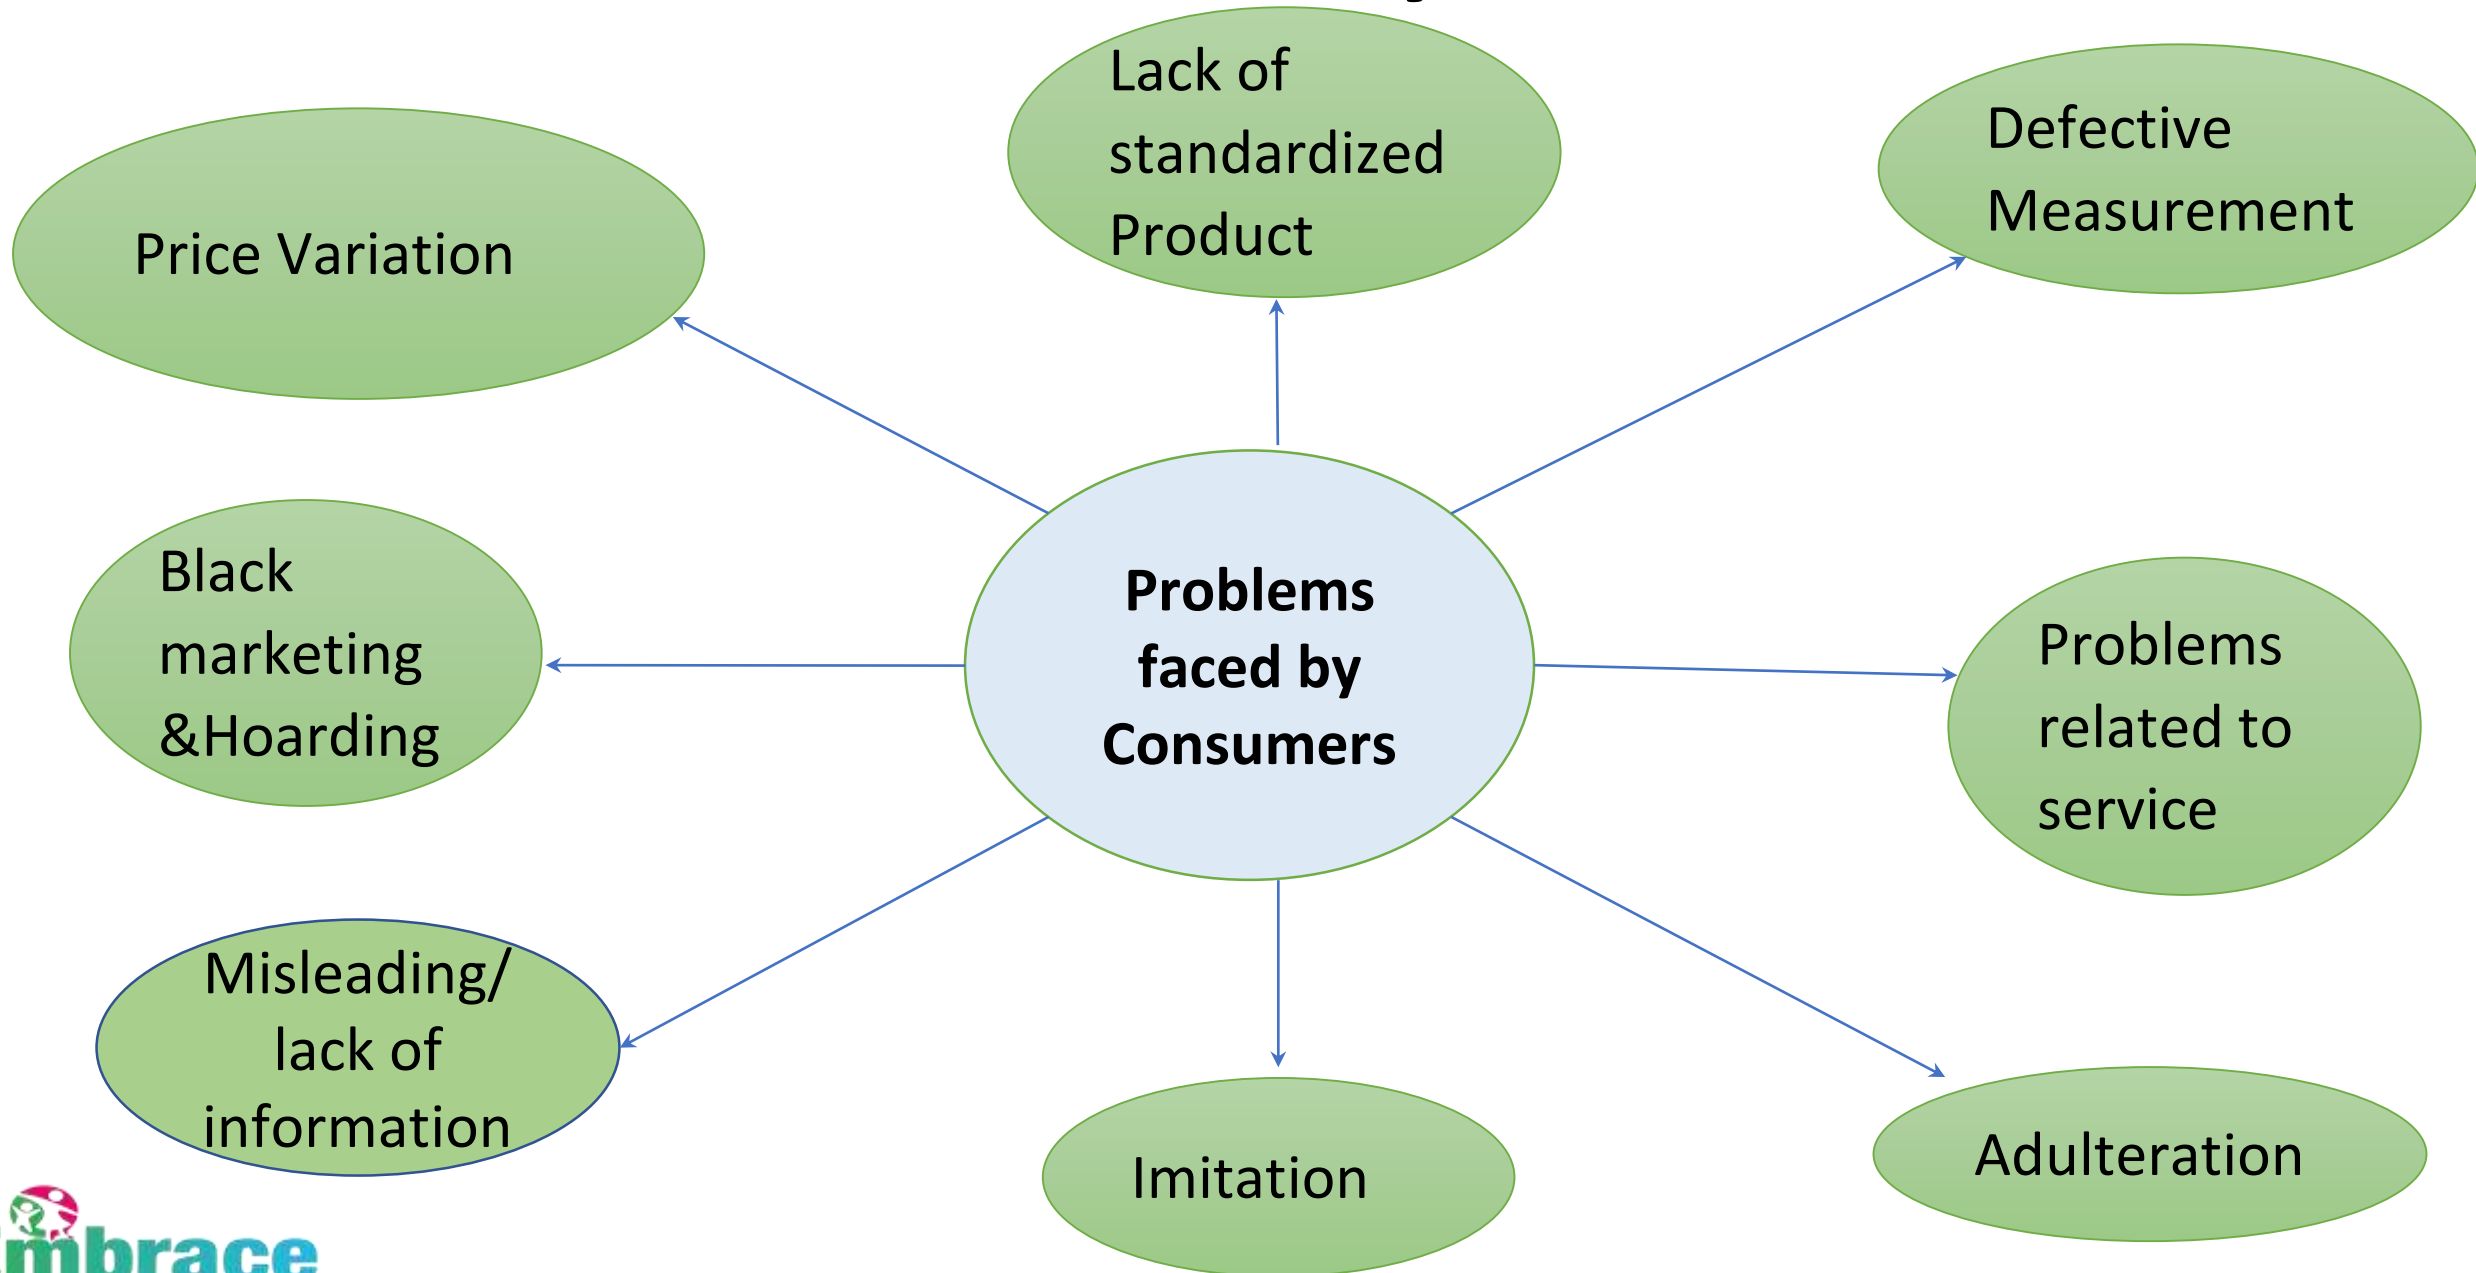 Lack of
standardized
Product
Defective
Measurement
Price Variation
Black
marketing
&Hoarding
Problems
faced by
Consumers
Problems
related to
service
Misleading/
lack of
information
Imitation
Adulteration
Embrace